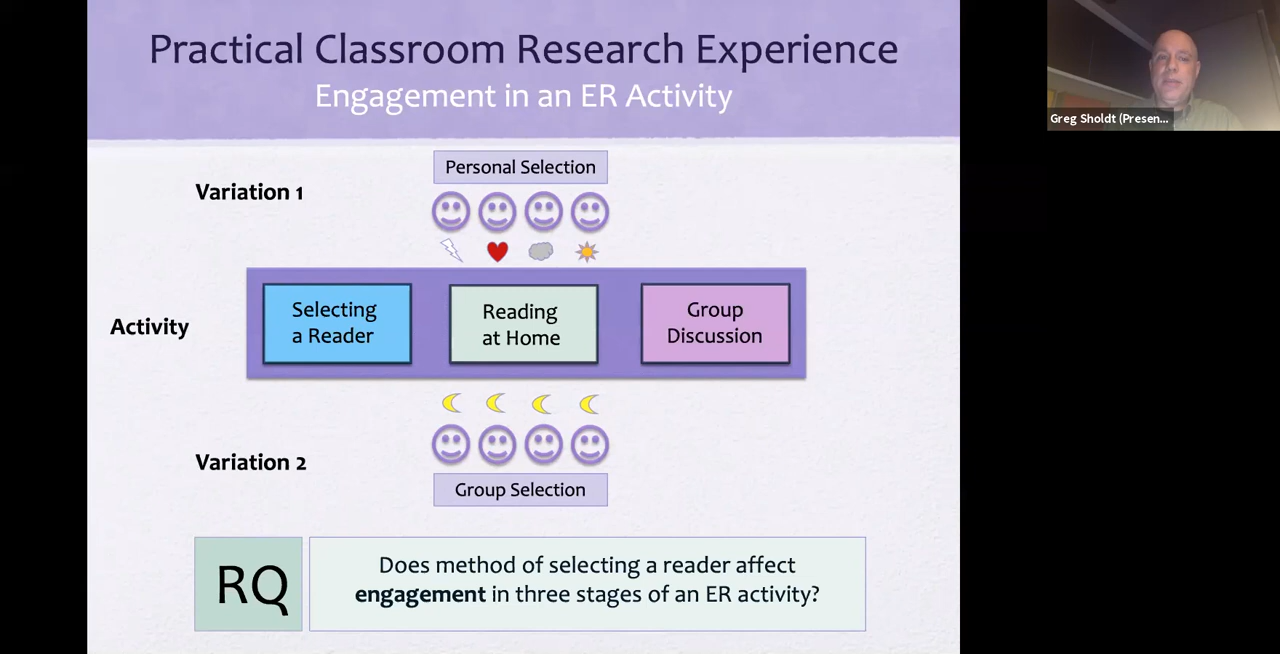 Practical Classroom Research Experience
Engagement in an ER Activity
Greg Sholdt (Presen...
Personal Selection
Variation 1
Activity
Selecting
a Reader
Reading
at Home
Group
Discussion
Variation 2
Group Selection
RQ
Does method of selecting a reader affect
engagement in three stages of an ER activity?